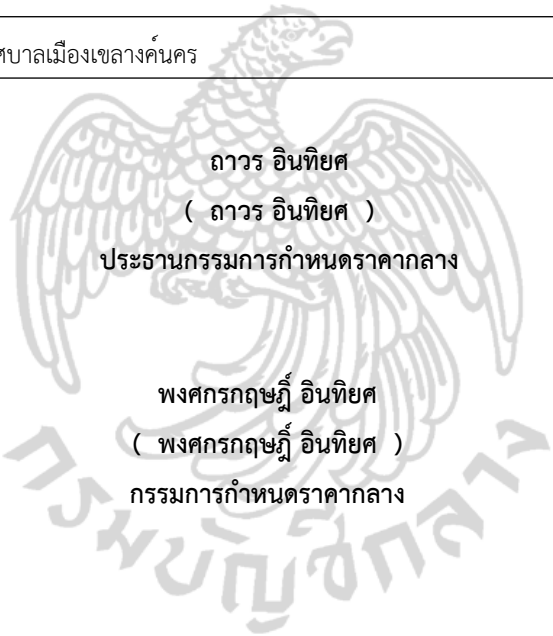 ศบาลเมืองเขลางค์นคร
ถาวร อินทิยศ
( ถาวร อินทิยศ )
ประธานกรรมการกำหนดราคากลาง
พงศกรกฤษฎิ์ อินทิยศ
( พงศกรกฤษฎิ์ อินทิยศ )
กรรมการกำหนดราคากลาง
กรมบัญชีกลาง